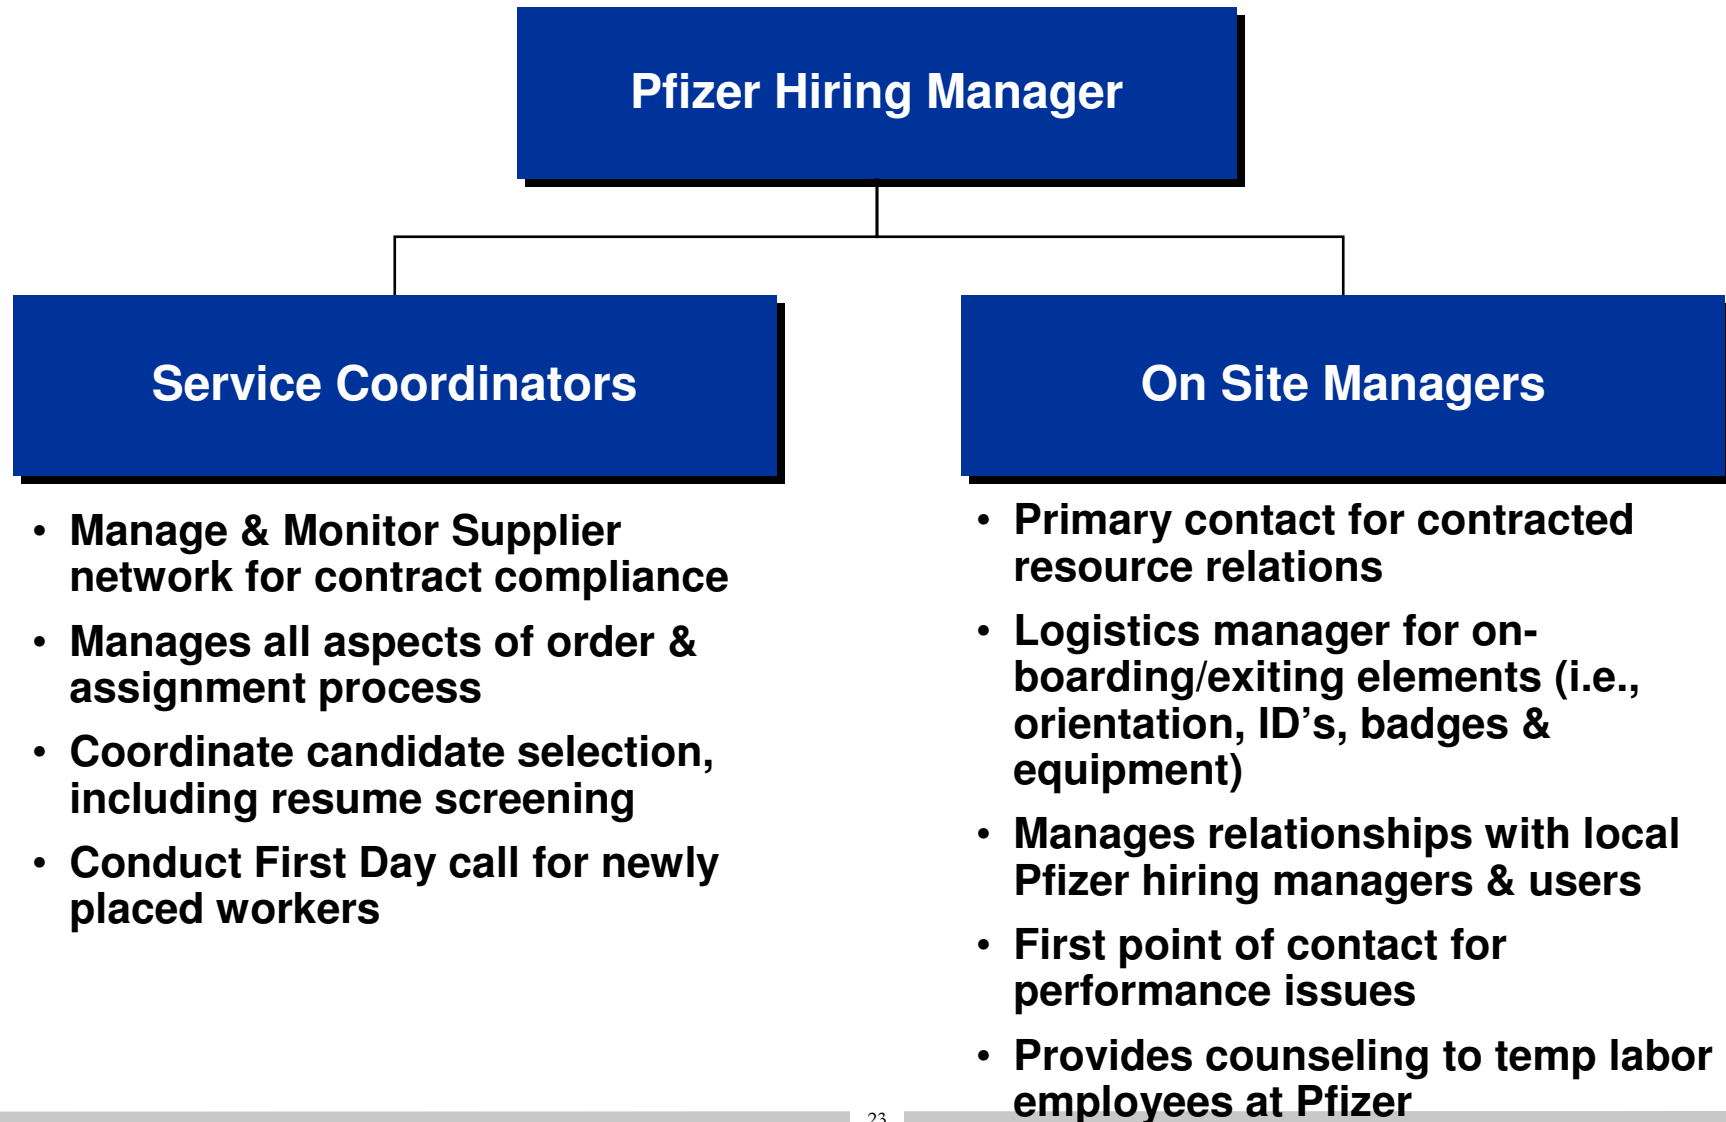 Pfizer Hiring Manager
Service Coordinators
• Manage & Monitor Supplier
network for contract compliance
• Manages all aspects of order &
assignment process
• Coordinate candidate selection,
including resume screening
• Conduct First Day call for newly
placed workers
On Site Managers
• Primary contact for contracted
resource relations
• Logistics manager for on-
boarding/exiting elements (i.e.,
orientation, ID’s, badges &
equipment)
• Manages relationships with local
Pfizer hiring managers & users
• First point of contact for
performance issues
• Provides counseling to temp labor
employees at Pfizer
23